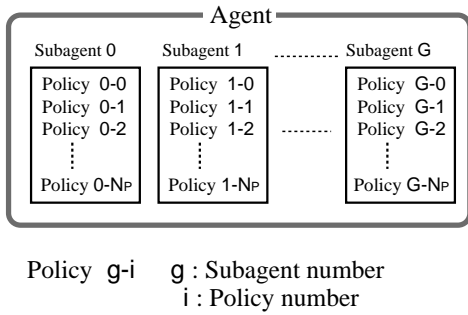 Agent
Subagent 0 Subagent 1 Subagent G
Policy 0-0 Policy 1-0 Policy G-0
Policy 0-1 Policy 1-1 Policy G-1
Policy 0-2 Policy 1-2 Policy G-2
Policy 0-NP Policy 1-NP Policy G-NP
Policy g-i g : Subagent number
i : Policy number